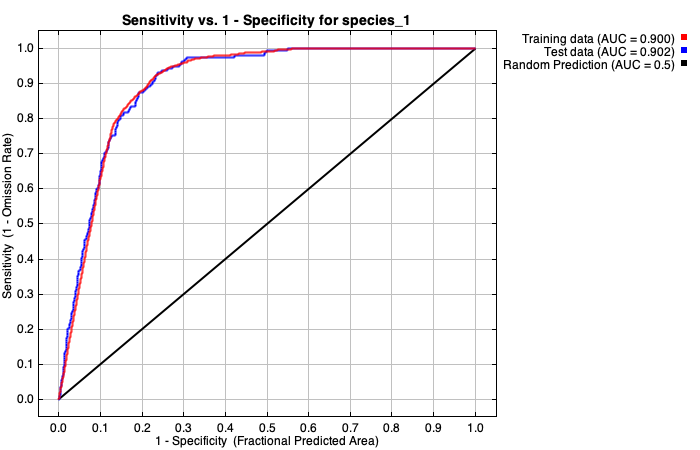 Sensitivity vs. 1 - Specificity for species_1
Training data (AUC = 0.900)
Test data (AUC = 0.902)
Random Prediction (AUC = 0.5)
Sensitivity (1 - Omission Rate)
1.0
0.9
0.8
0.7
0.6
0.5
0.4
0.3
0.2
0.1
0.0
0.0 0.1 0.2 0.3 0.4 0.5 0.6 0.7 0.8 0.9 1.0
1 - Specificity (Fractional Predicted Area)